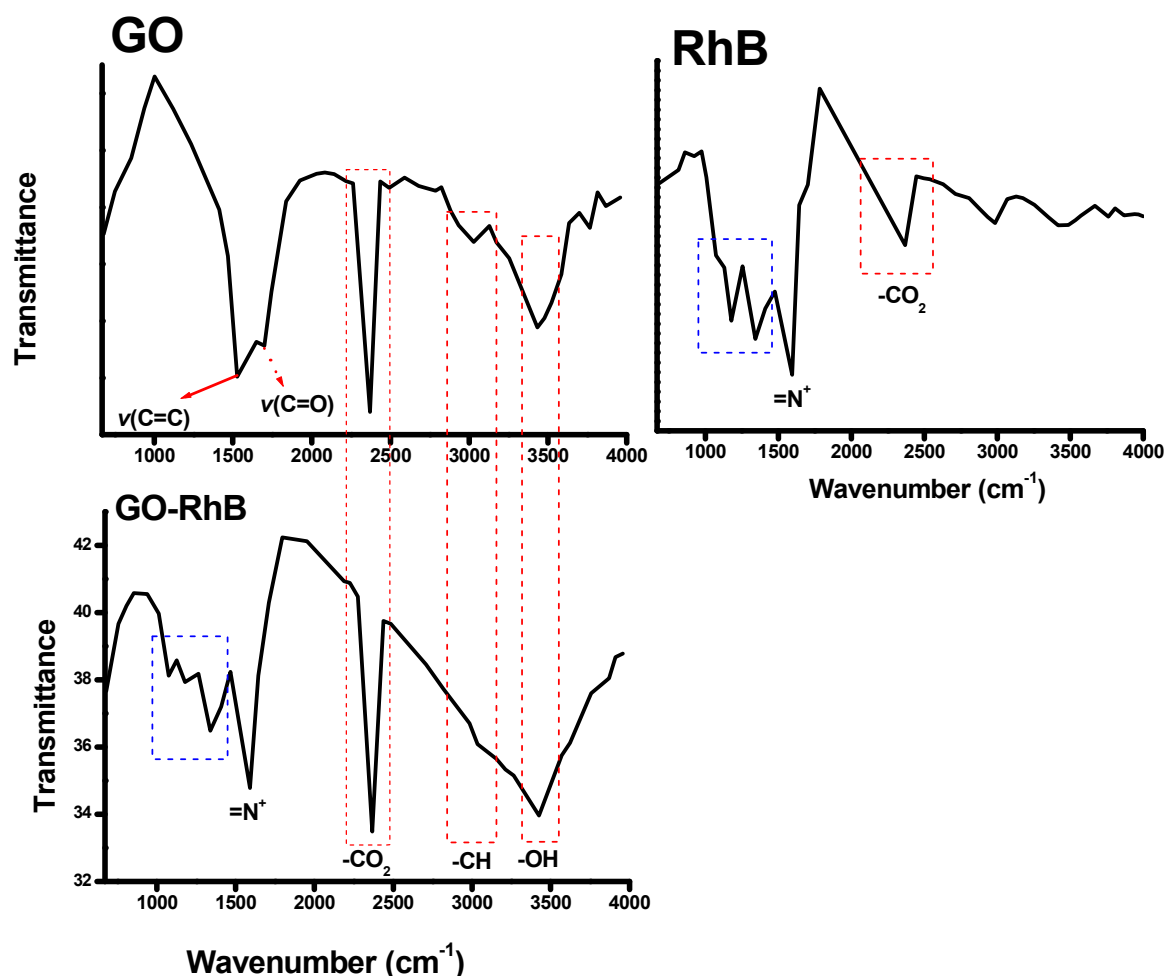 GO
Transmittance
ν(C=C)
ν(C=O)
1000 1500 2000 2500 3000 3500 4000
RhB
-CO₂
=N⁺
1000 1500 2000 2500 3000 3500 4000
Wavenumber (cm⁻¹)
GO-RhB
Transmittance
42
40
38
36
34
32
=N⁺
-CO₂ -CH -OH
1000 1500 2000 2500 3000 3500 4000
Wavenumber (cm⁻¹)